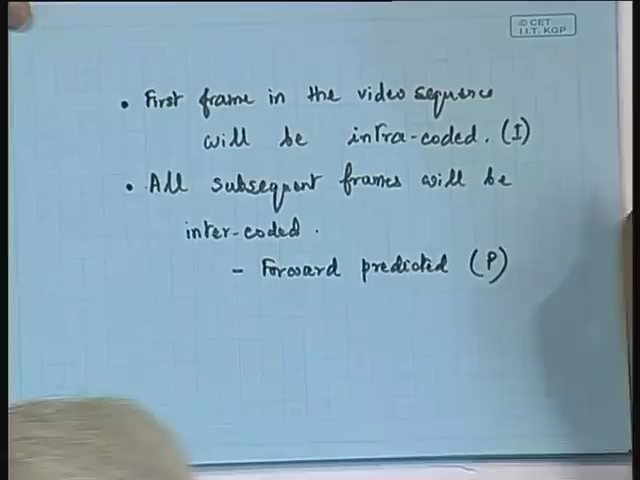 © CET
I.I.T. KGP
• First frame in the video sequence
will be intra-coded. (I)
• All subsequent frames will be
inter-coded.
- Forward predicted (P)